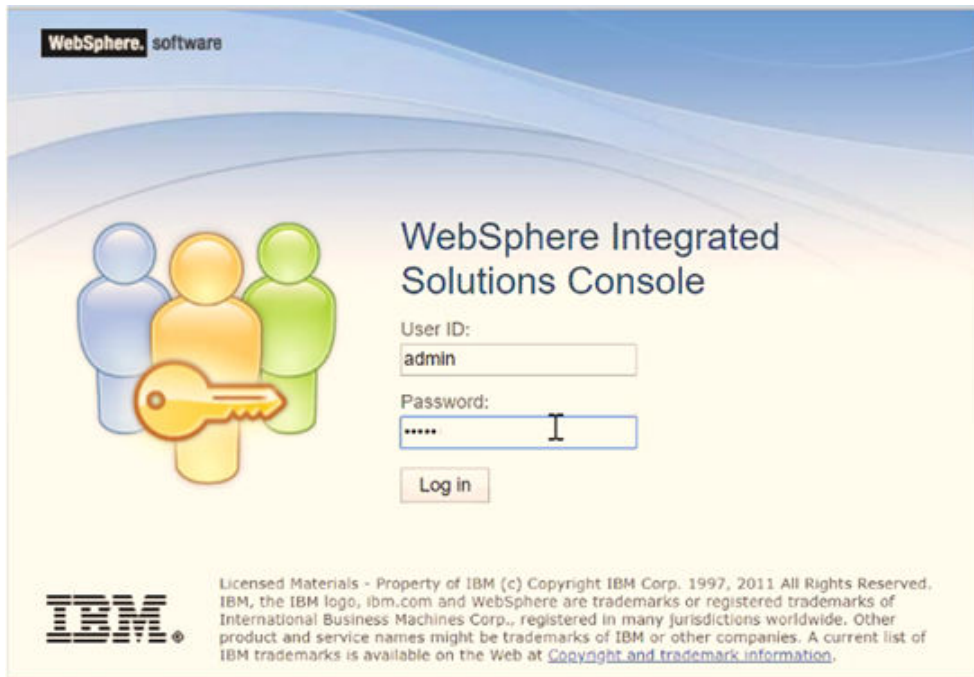 WebSphere. software
WebSphere Integrated
Solutions Console
User ID:
admin
Password:
•••••
Log in
IBM®
Licensed Materials - Property of IBM (c) Copyright IBM Corp. 1997, 2011 All Rights Reserved.
IBM, the IBM logo, ibm.com and WebSphere are trademarks or registered trademarks of
International Business Machines Corp., registered in many jurisdictions worldwide. Other
product and service names might be trademarks of IBM or other companies. A current list of
IBM trademarks is available on the Web at Copyright and trademark information.